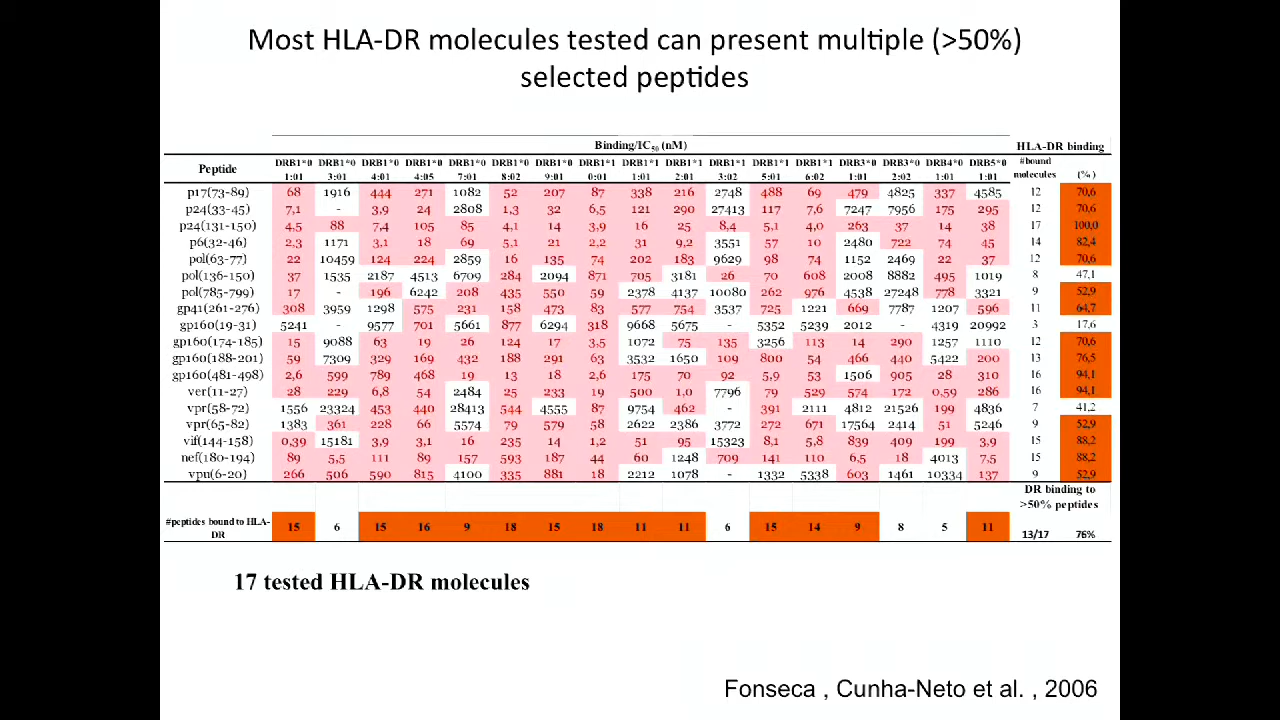 Most HLA-DR molecules tested can present multiple (>50%)
selected peptides
Binding/IC50 (nM) HLA-DR binding
Peptide DRB1*0 1:01 DRB1*0 3:01 DRB1*0 4:01 DRB1*0 4:05 DRB1*0 7:01 DRB1*0 8:02 DRB1*0 9:01 DRB1*1 0:01 DRB1*1 1:01 DRB1*1 2:01 DRB1*1 3:02 DRB1*1 5:01 DRB1*1 6:02 DRB3*0 1:01 DRB3*0 2:02 DRB4*0 1:01 DRB5*0 1:01 #bound molecules (%)
p17(73-89) 68 1916 444 271 1082 52 207 87 338 216 2748 488 69 479 4825 337 4585 12 70,6
p24(33-45) - 7,1 3,9 24 2808 1,3 32 6,5 121 290 27413 117 7,6 7247 7956 175 295 12 70,6
p24(131-150) 4,5 88 7,4 105 85 4,1 14 3,9 16 25 8,4 5,1 4,0 263 37 14 38 17 100,0
p6(32-46) 2,3 1171 3,1 18 69 5,1 21 2,2 31 9,2 3551 57 10 2480 722 74 45 14 82,4
pol(63-77) 22 10459 124 224 2859 16 135 74 202 183 9629 98 74 1152 2469 22 37 12 70,6
pol(136-150) 37 1535 2187 4513 6709 284 2094 871 705 3181 26 70 608 2008 8882 495 1019 8 47,1
pol(785-799) 17 - 196 6242 208 435 550 59 2378 4137 10080 262 976 4538 27248 778 3321 9 52,9
gp41(261-276) 308 3959 1298 575 231 158 473 83 577 754 3537 725 1221 669 7787 1207 596 11 64,7
gp160(19-31) 5241 - 9577 701 5661 877 6294 318 9668 5675 - 5352 5239 2012 - 4319 20992 3 17,6
gp160(174-185) 15 9088 63 19 26 124 17 3,5 1072 75 135 3256 113 14 290 1257 1110 12 70,6
gp160(188-201) 59 7309 329 169 432 188 291 63 3532 1650 109 800 54 466 440 5422 200 13 76,5
gp160(481-498) 2,6 599 789 468 19 13 18 2,6 175 70 92 5,9 53 1506 905 28 310 16 94,1
ver(11-27) 28 229 6,8 54 2484 25 233 19 500 1,0 7796 79 529 574 172 0,59 286 16 94,1
vpr(58-72) 1556 23324 453 440 28413 544 4555 87 9754 462 - 391 2111 4812 21526 199 4836 7 41,2
vpr(65-82) 1383 361 228 66 5574 79 579 58 2622 2386 3772 272 671 17564 2414 51 5246 9 52,9
vif(144-158) 0,39 15181 3,9 3,1 16 235 14 1,2 51 95 15323 8,1 5,8 839 409 199 3,9 15 88,2
nef(180-194) 89 5,5 111 89 157 593 187 44 60 1248 709 141 110 6,5 18 4013 7,5 15 88,2
vpu(6-20) 266 506 590 815 4100 335 881 18 2212 1078 - 1332 5338 603 1461 10334 137 9 52,9
DR binding to
>50% peptides
#peptides bound to HLA-DR 15 6 15 16 9 18 15 18 11 11 6 15 14 9 8 5 11 13/17 76%
17 tested HLA-DR molecules
Fonseca , Cunha-Neto et al. , 2006